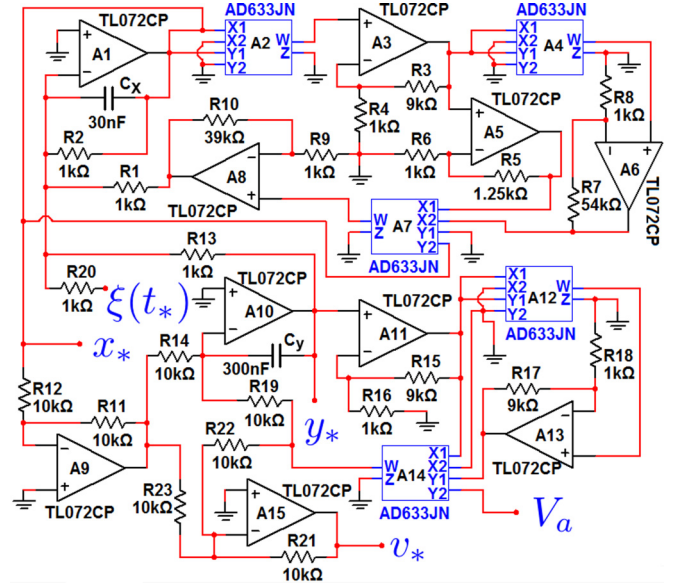 TL072CP
A1
AD633JN
X1
X2
Y1
Y2
A2
W
Z
TL072CP
A3
AD633JN
X1
X2
Y1
Y2
A4
W
Z
Cx
30nF
R2
1kΩ
R1
1kΩ
R10
39kΩ
A8
TL072CP
R9
1kΩ
R4
1kΩ
R3
9kΩ
R6
1kΩ
TL072CP
A5
R5
1.25kΩ
R8
1kΩ
A6
TL072CP
R7
54kΩ
W
Z
A7
X1
X2
Y1
Y2
AD633JN
R13
1kΩ
R20
1kΩ
ξ(t*)
x*
TL072CP
A10
R14
10kΩ
Cy
300nF
R19
10kΩ
y*
TL072CP
A11
R15
9kΩ
R16
1kΩ
X1
X2
Y1
Y2
A12
W
Z
AD633JN
R18
1kΩ
R17
9kΩ
A13
TL072CP
R12
10kΩ
R11
10kΩ
A9
TL072CP
R23
10kΩ
R22
10kΩ
TL072CP
A15
R21
10kΩ
v*
W
Z
A14
X1
X2
Y1
Y2
AD633JN
Va